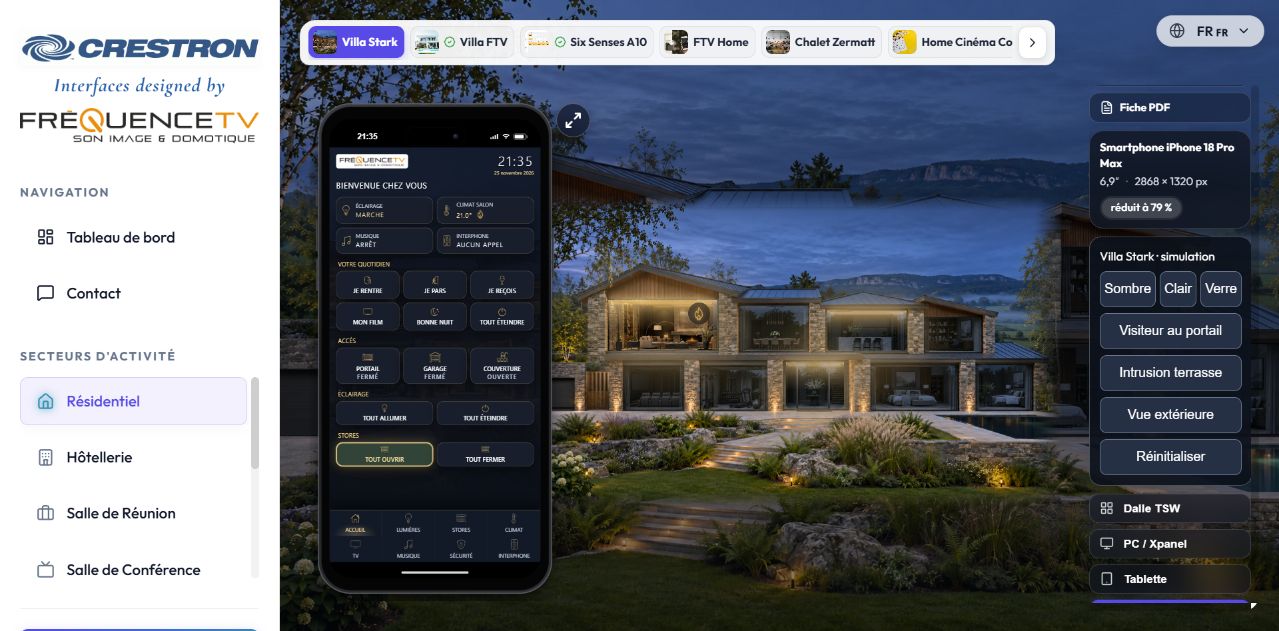 CRESTRON
Interfaces designed by
FRÉQUENCETV
SON IMAGE & DOMOTIQUE
NAVIGATION
Tableau de bord
Contact
SECTEURS D'ACTIVITÉ
Résidentiel
Hôtellerie
Salle de Réunion
Salle de Conférence
Villa Stark
Villa FTV
Six Senses A10
FTV Home
Chalet Zermatt
Home Cinéma Co
FR FR
21:35
FRÉQUENCETV
21:35
25 novembre 2026
BIENVENUE CHEZ VOUS
ÉCLAIRAGE
MARCHE
CLIMAT SALON
21.0°
MUSIQUE
ARRÊT
INTERPHONE
AUCUN APPEL
VOTRE QUOTIDIEN
JE RENTRE
JE PARS
JE REÇOIS
MON FILM
BONNE NUIT
TOUT ÉTEINDRE
ACCÈS
PORTAIL
FERMÉ
GARAGE
FERMÉ
COUVERTURE
OUVERTE
ECLAIRAGE
TOUT ALLUMER
TOUT ÉTEINDRE
STORES
TOUT OUVRIR
TOUT FERMER
ACCUEIL
LUMIÈRES
STORES
CLIMAT
TV
MUSIQUE
SÉCURITÉ
INTERPHONE
Fiche PDF
Smartphone iPhone 18 Pro
Max
6,9" · 2868 × 1320 px
réduit à 79 %
Villa Stark · simulation
Sombre
Clair
Verre
Visiteur au portail
Intrusion terrasse
Vue extérieure
Réinitialiser
Dalle TSW
PC / Xpanel
Tablette